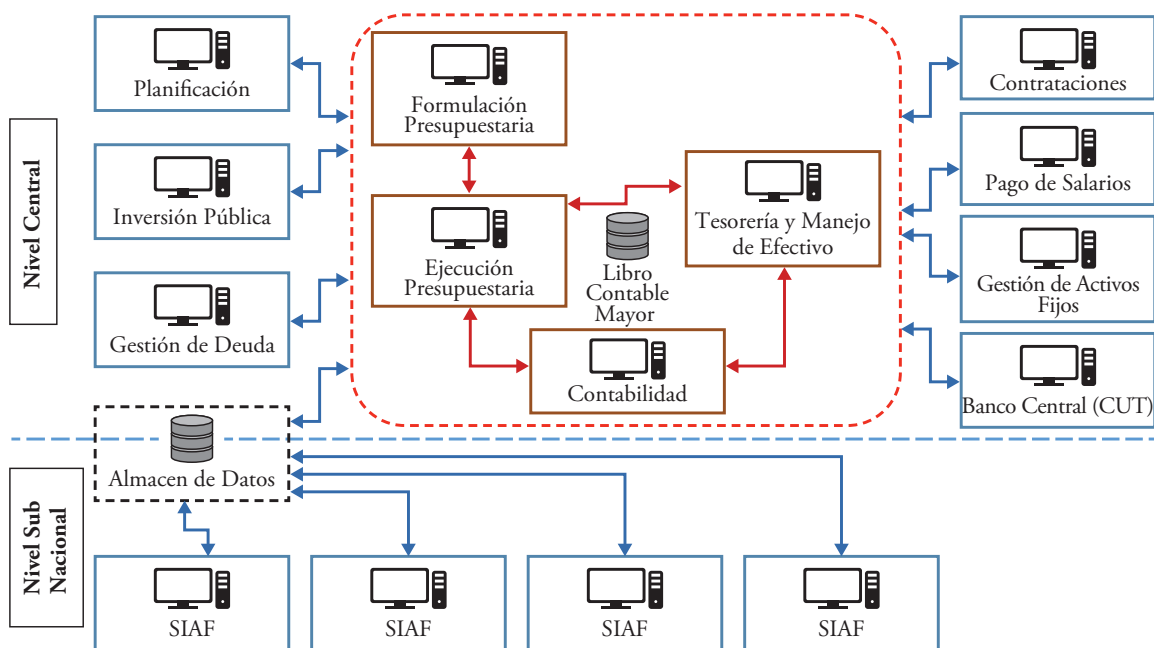 Nivel Central
Planificación
Inversión Pública
Gestión de Deuda
Formulación
Presupuestaria
Ejecución
Presupuestaria
Libro
Contable
Mayor
Tesorería y Manejo
de Efectivo
Contabilidad
Contrataciones
Pago de Salarios
Gestión de Activos
Fijos
Banco Central (CUT)
Nivel Sub
Nacional
Almacen de Datos
SIAF
SIAF
SIAF
SIAF